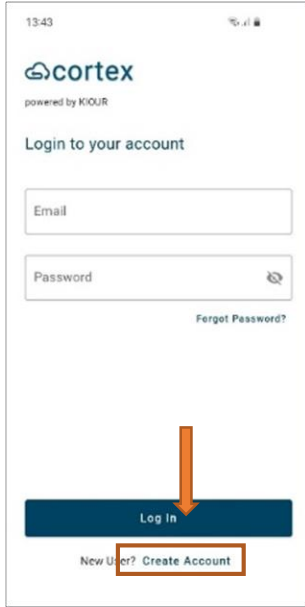 13:43
cortex
powered by KIOUR
Login to your account
Email
Password
Forgot Password?
Log In
New User? Create Account